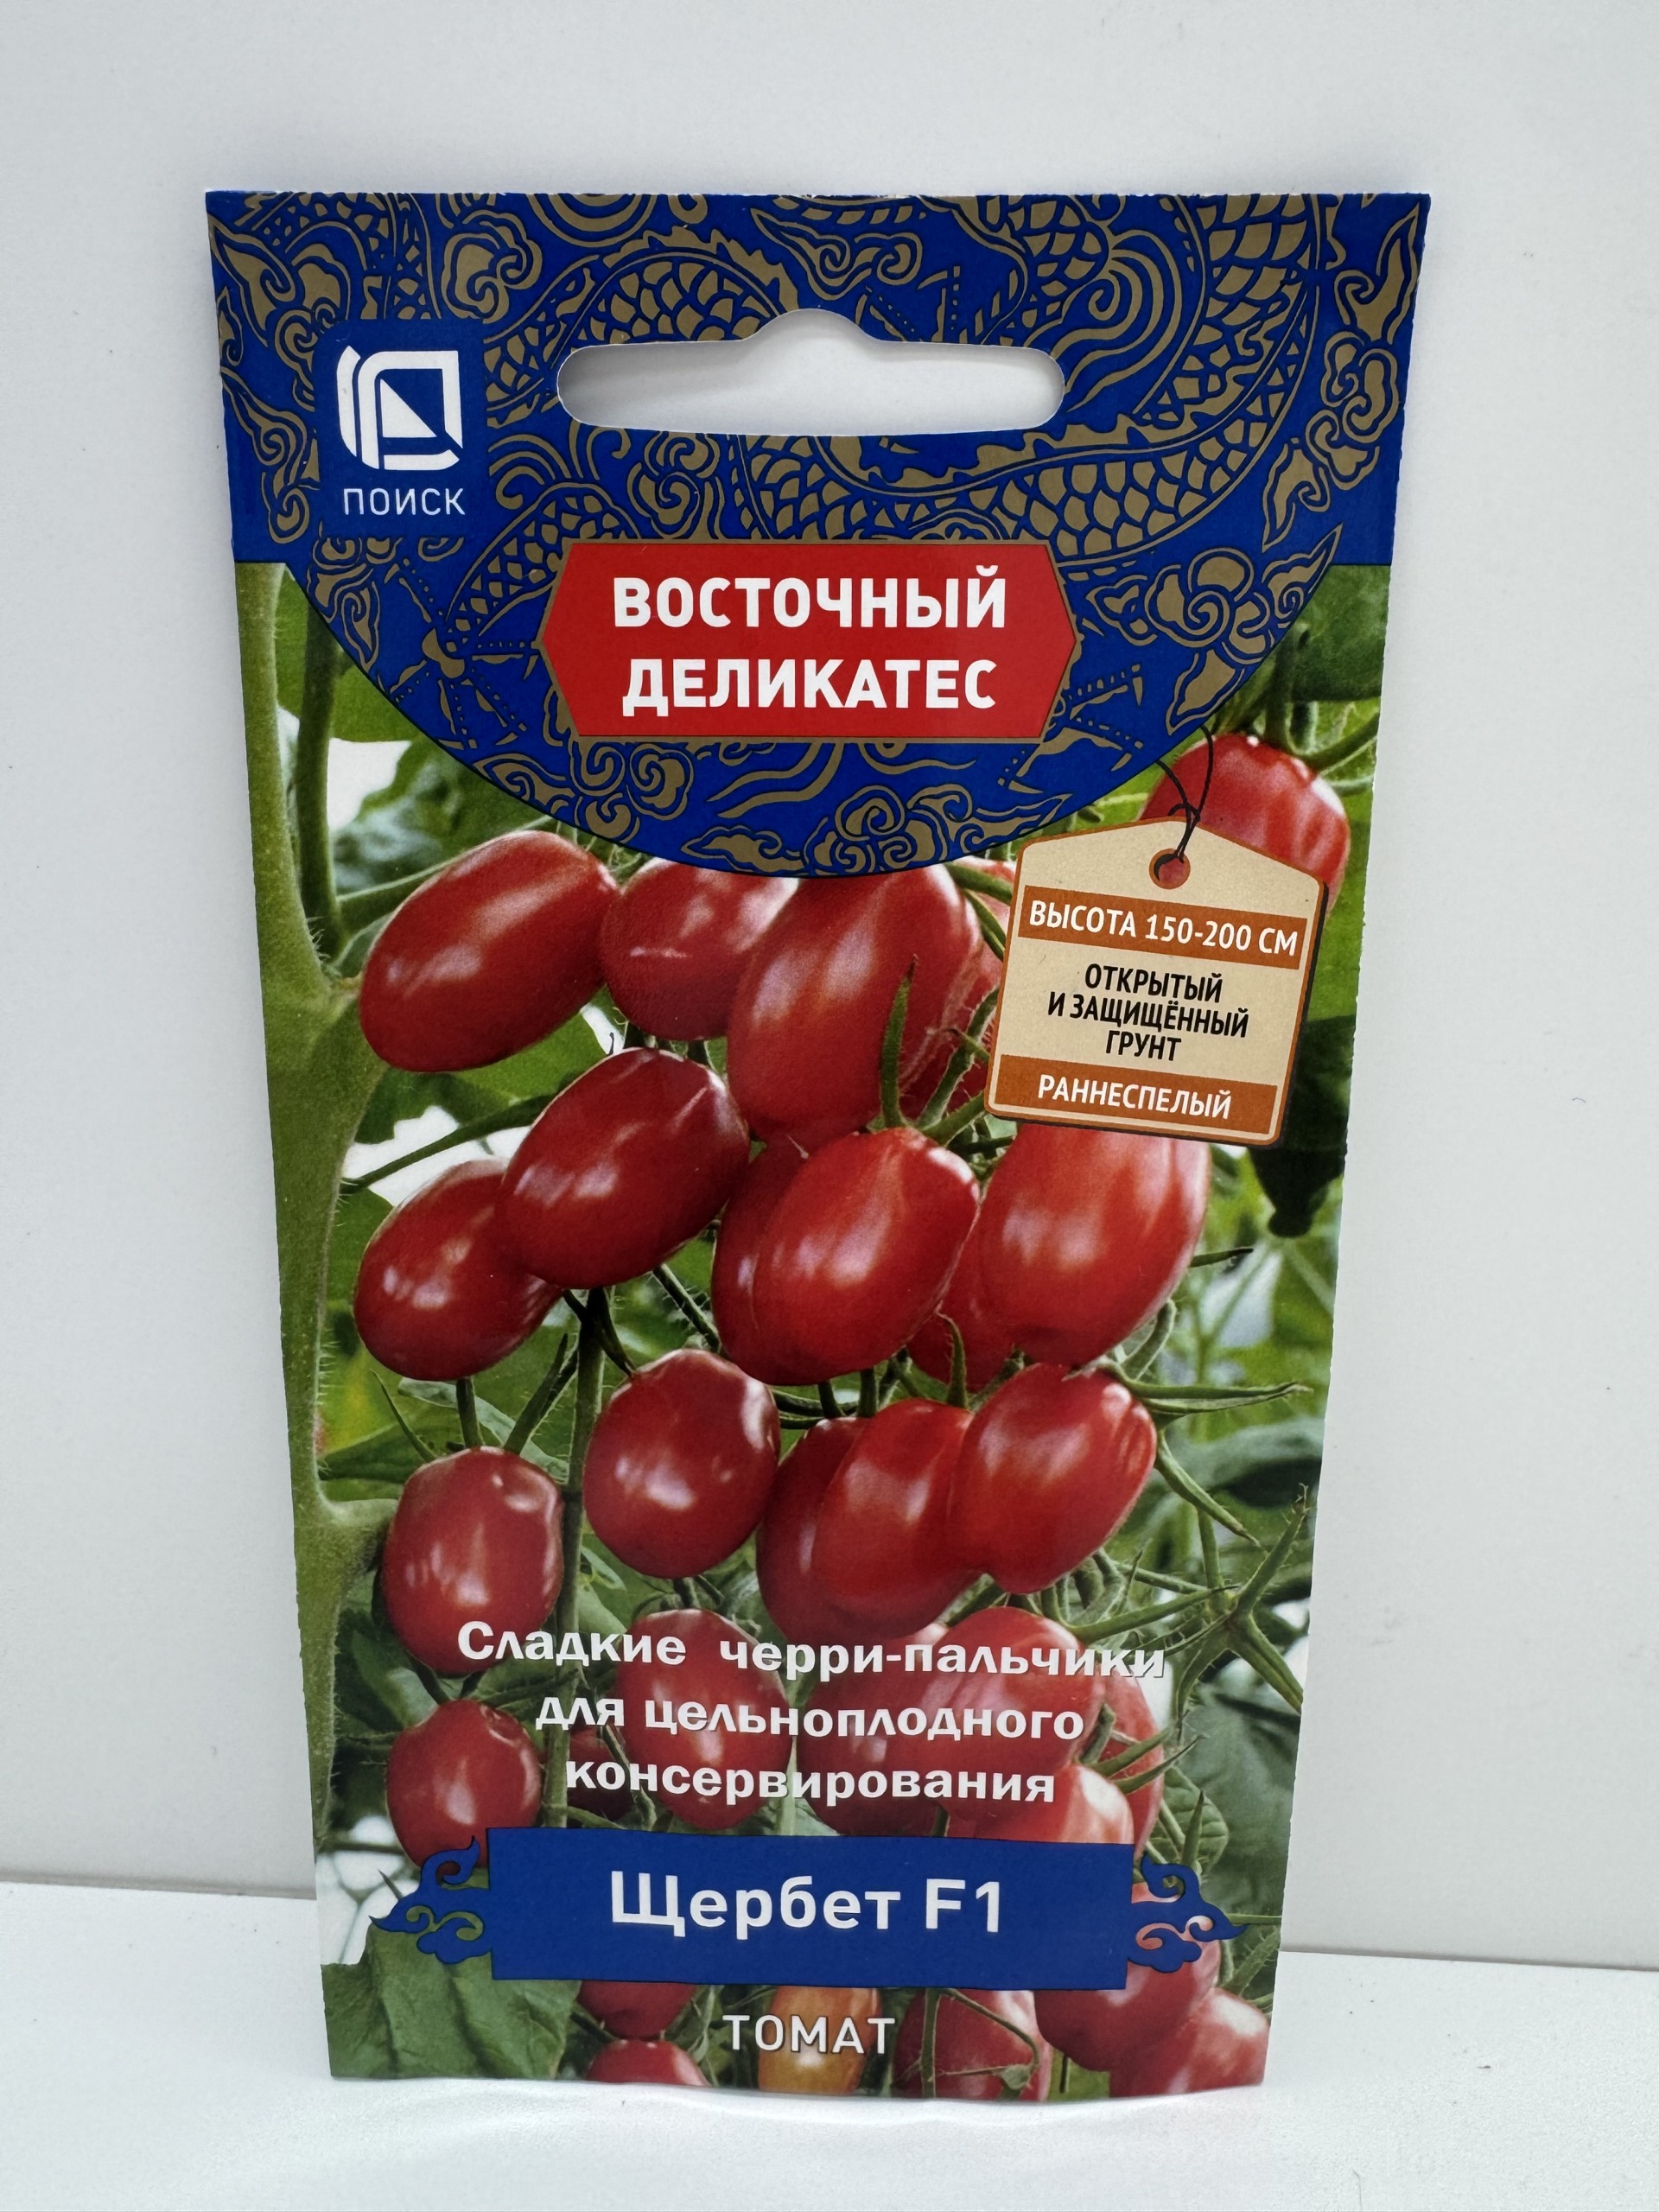 ПОИСК
ВОСТОЧНЫЙ
ДЕЛИКАТЕС
ВЫСОТА 150-200 СМ
ОТКРЫТЫЙ
И ЗАЩИЩЁННЫЙ
ГРУНТ
РАННЕСПЕЛЫЙ
Сладкие черри-пальчики
для цельноплодного
консервирования
Щербет F1
ТОМАТ